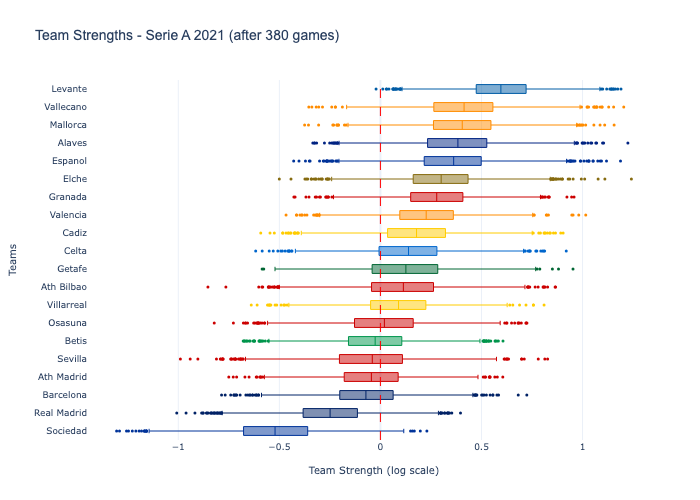 Team Strengths - Serie A 2021 (after 380 games)
Levante
Vallecano
Mallorca
Alaves
Espanol
Elche
Granada
Valencia
Cadiz
Celta
Getafe
Ath Bilbao
Villarreal
Osasuna
Betis
Sevilla
Ath Madrid
Barcelona
Real Madrid
Sociedad
Teams
−1
−0.5
0
0.5
1
Team Strength (log scale)